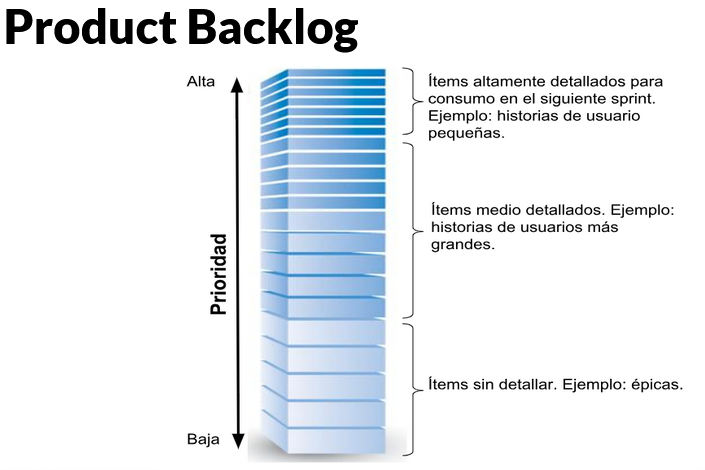 Product Backlog
Alta
Ítems altamente detallados para
consumo en el siguiente sprint.
Ejemplo: historias de usuario
pequeñas.
Ítems medio detallados. Ejemplo:
historias de usuarios más
grandes.
Prioridad
Ítems sin detallar. Ejemplo: épicas.
Baja